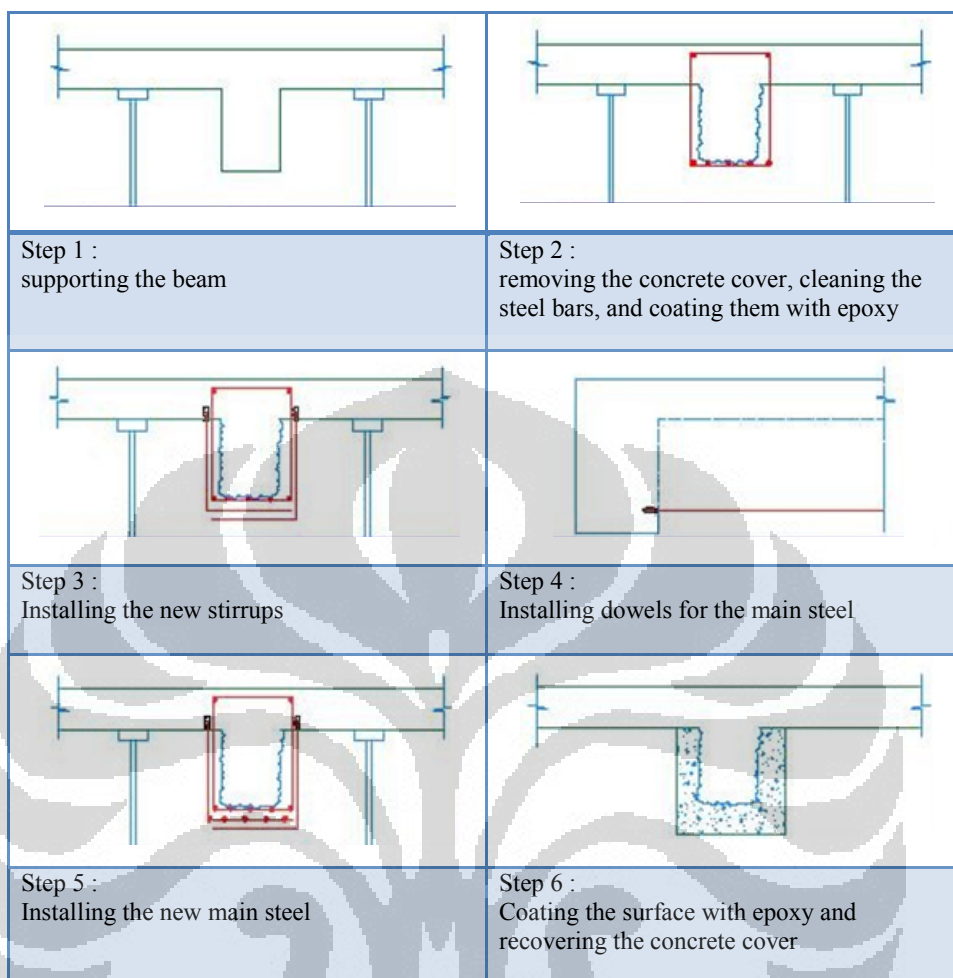 Step 1 :
supporting the beam
Step 2 :
removing the concrete cover, cleaning the
steel bars, and coating them with epoxy
Step 3 :
Installing the new stirrups
Step 4 :
Installing dowels for the main steel
Step 5 :
Installing the new main steel
Step 6 :
Coating the surface with epoxy and
recovering the concrete cover